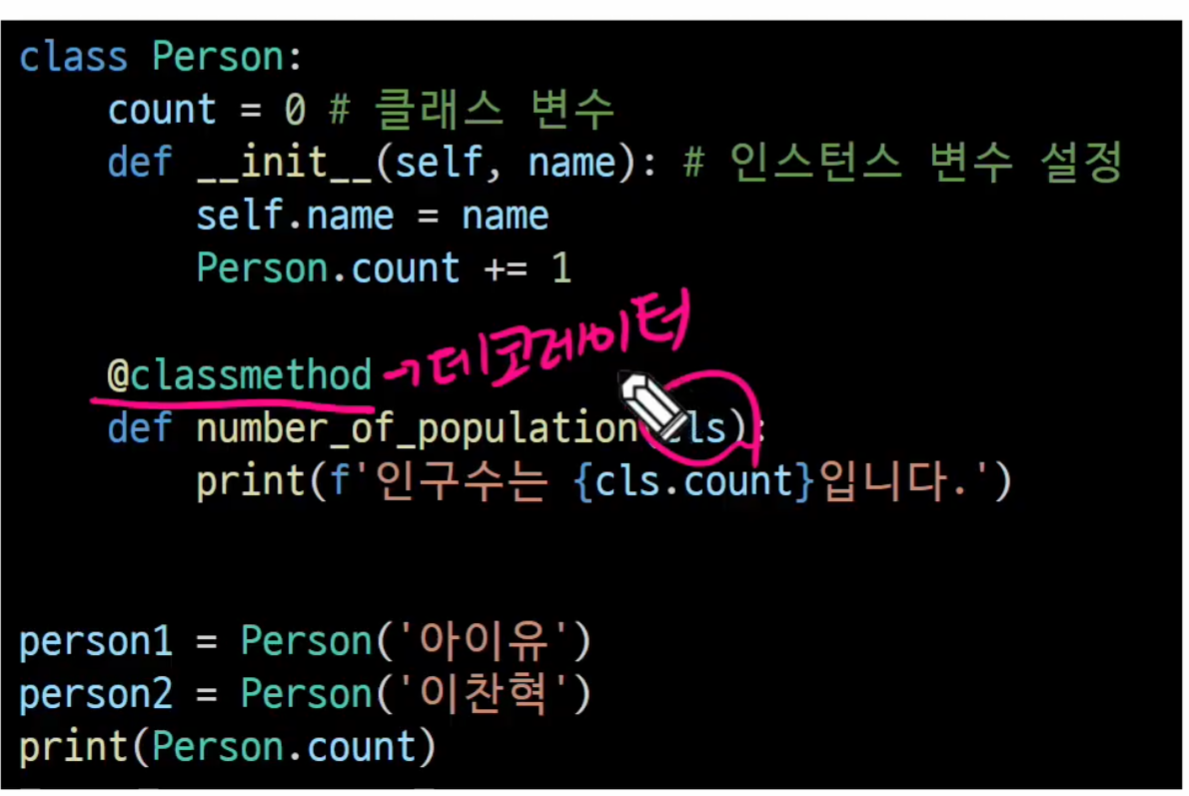 class Person:
    count = 0 # 클래스 변수
    def __init__(self, name): # 인스턴스 변수 설정
        self.name = name
        Person.count += 1
    @classmethod → 데코레이터
    def number_of_population(cls):
        print(f'인구수는 {cls.count}입니다.')
person1 = Person('아이유')
person2 = Person('이찬혁')
print(Person.count)